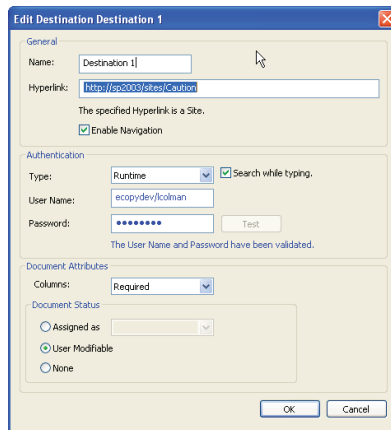 Edit Destination Destination 1
General
Name: Destination 1
Hyperlink: http://sp2003/sites/Caution
The specified Hyperlink is a Site.
Enable Navigation
Authentication
Type: Runtime Search while typing.
User Name: ecopydev/lcolman
Password: ●●●●●●●● Test
The User Name and Password have been validated.
Document Attributes
Columns: Required
Document Status
Assigned as
User Modifiable
None
OK Cancel